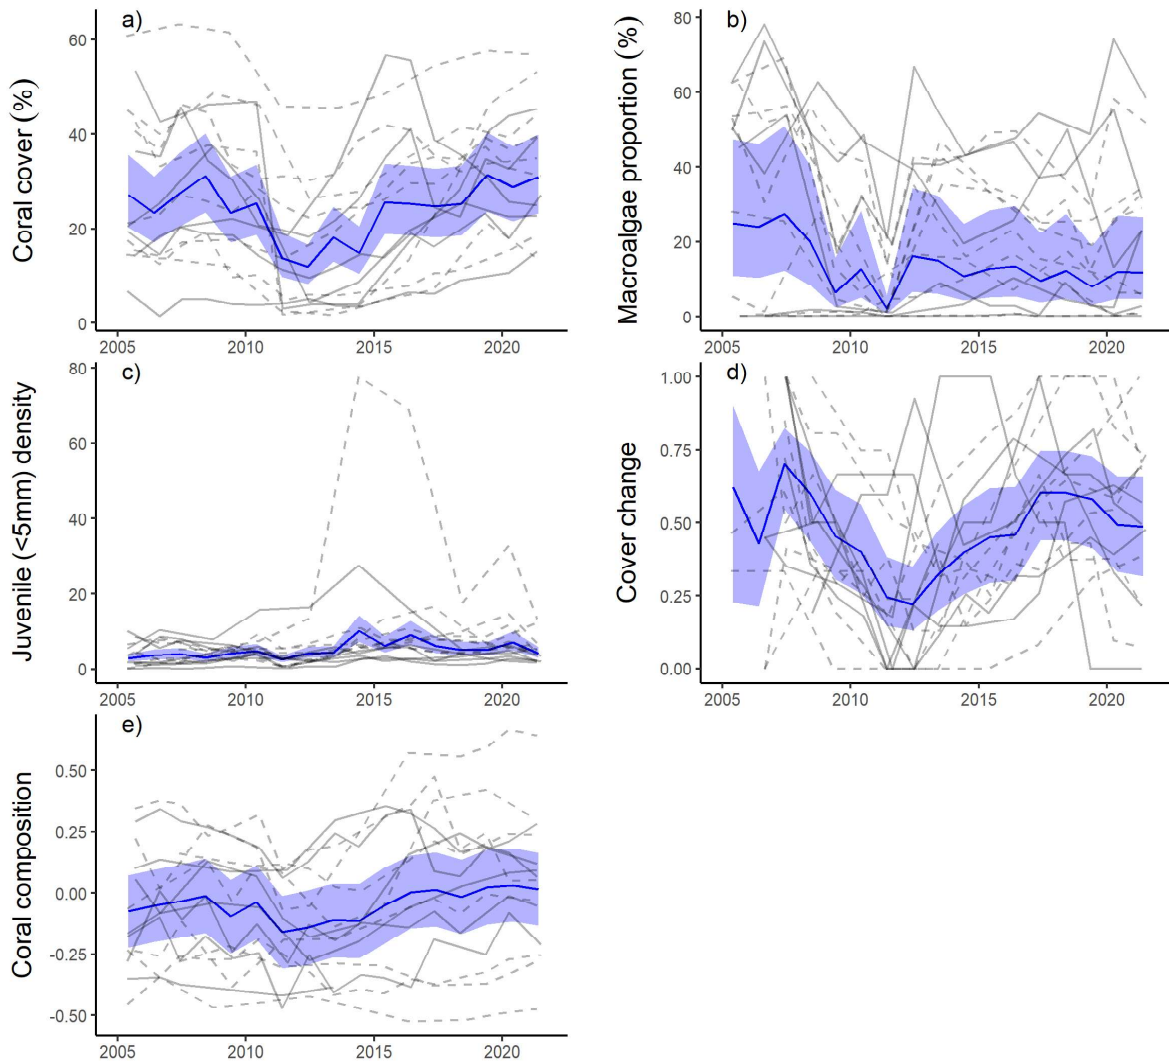 a)
Coral cover (%)
60
40
20
0
2005 2010 2015 2020
b)
Macroalgae proportion (%)
80
60
40
20
0
2005 2010 2015 2020
c)
Juvenile (<5mm) density
80
60
40
20
0
2005 2010 2015 2020
d)
Cover change
1.00
0.75
0.50
0.25
0.00
2005 2010 2015 2020
e)
Coral composition
0.50
0.25
0.00
-0.25
-0.50
2005 2010 2015 2020